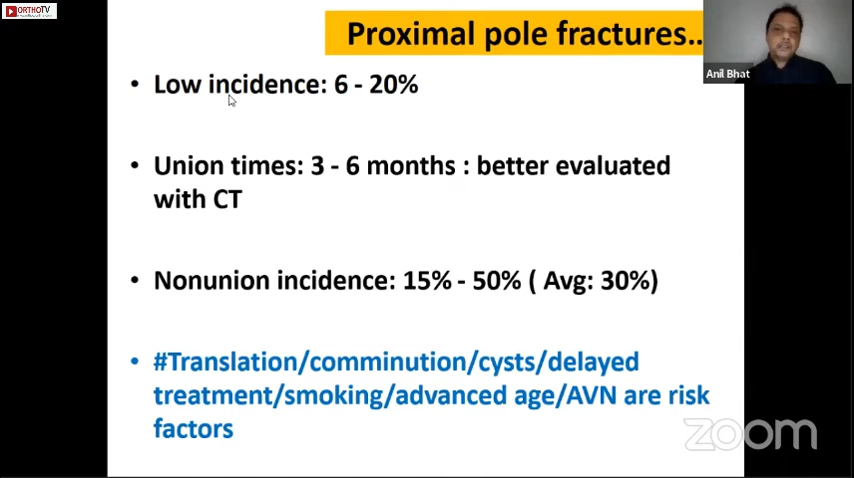 ORTHOTV
Proximal pole fractures..
Anil Bhat
• Low incidence: 6 - 20%
• Union times: 3 - 6 months : better evaluated
with CT
• Nonunion incidence: 15% - 50% ( Avg: 30%)
• #Translation/comminution/cysts/delayed
treatment/smoking/advanced age/AVN are risk
factors
zoom